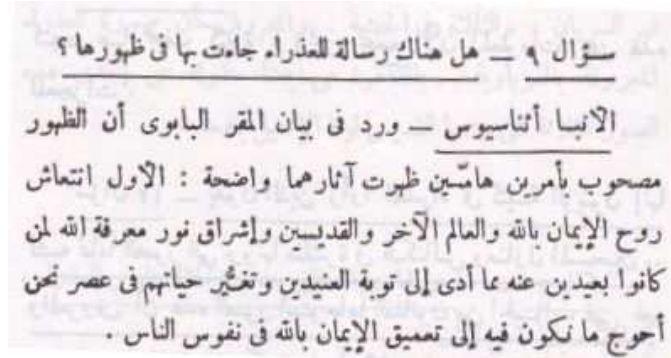 سؤال ٩ — هل هناك رسالة للعذراء جاءت بها فى ظهورها ؟
الانبا أثناسيوس — ورد فى بيان المقر البابوى أن الظهور
مصحوب بأمرين هامّين ظهرت آثارهما واضحة : الأول انتعاش
روح الإيمان بالله والعالم الآخر والقديسين وإشراق نور معرفة الله لمن
كانوا بعيدين عنه مما أدى إلى توبة العنيدين وتغيُّر حياتهم فى عصر نحن
أحوج ما نكون فيه إلى تعميق الإيمان بالله فى نفوس الناس .